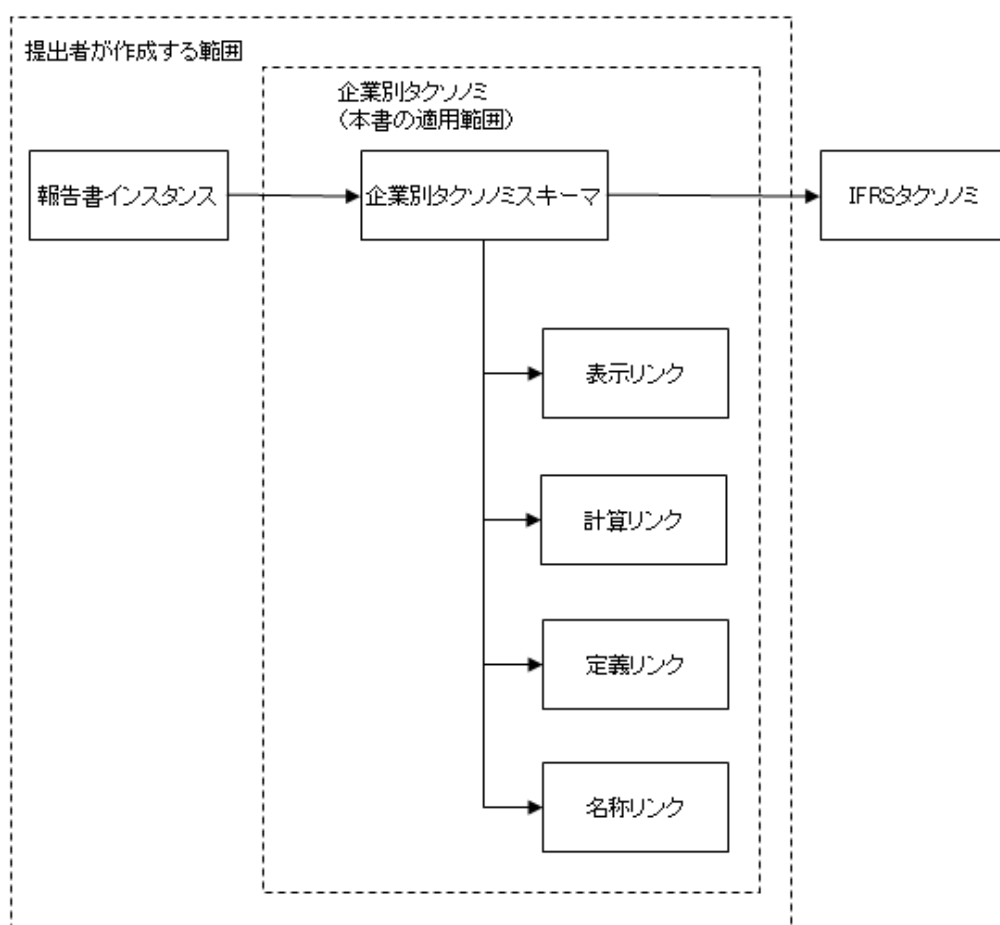 提出者が作成する範囲
企業別タクソノミ
（本書の適用範囲）
報告書インスタンス
企業別タクソノミスキーマ
IFRSタクソノミ
表示リンク
計算リンク
定義リンク
名称リンク